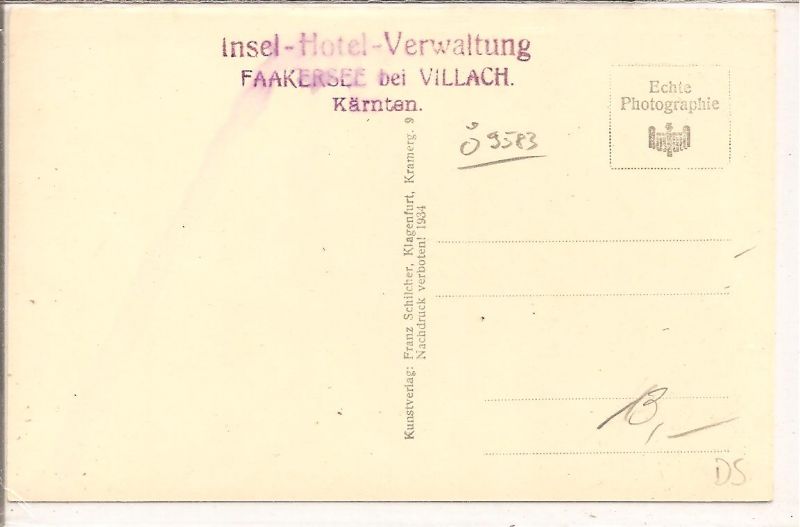 Insel-Hotel-Verwaltung
FAAKERSEE bei VILLACH.
Kärnten.
Echte
Photographie
Ö 9583
Kunstverlag: Franz Schilcher, Klagenfurt, Kramerg. 9
Nachdruck verboten! 1934
13,—
DS